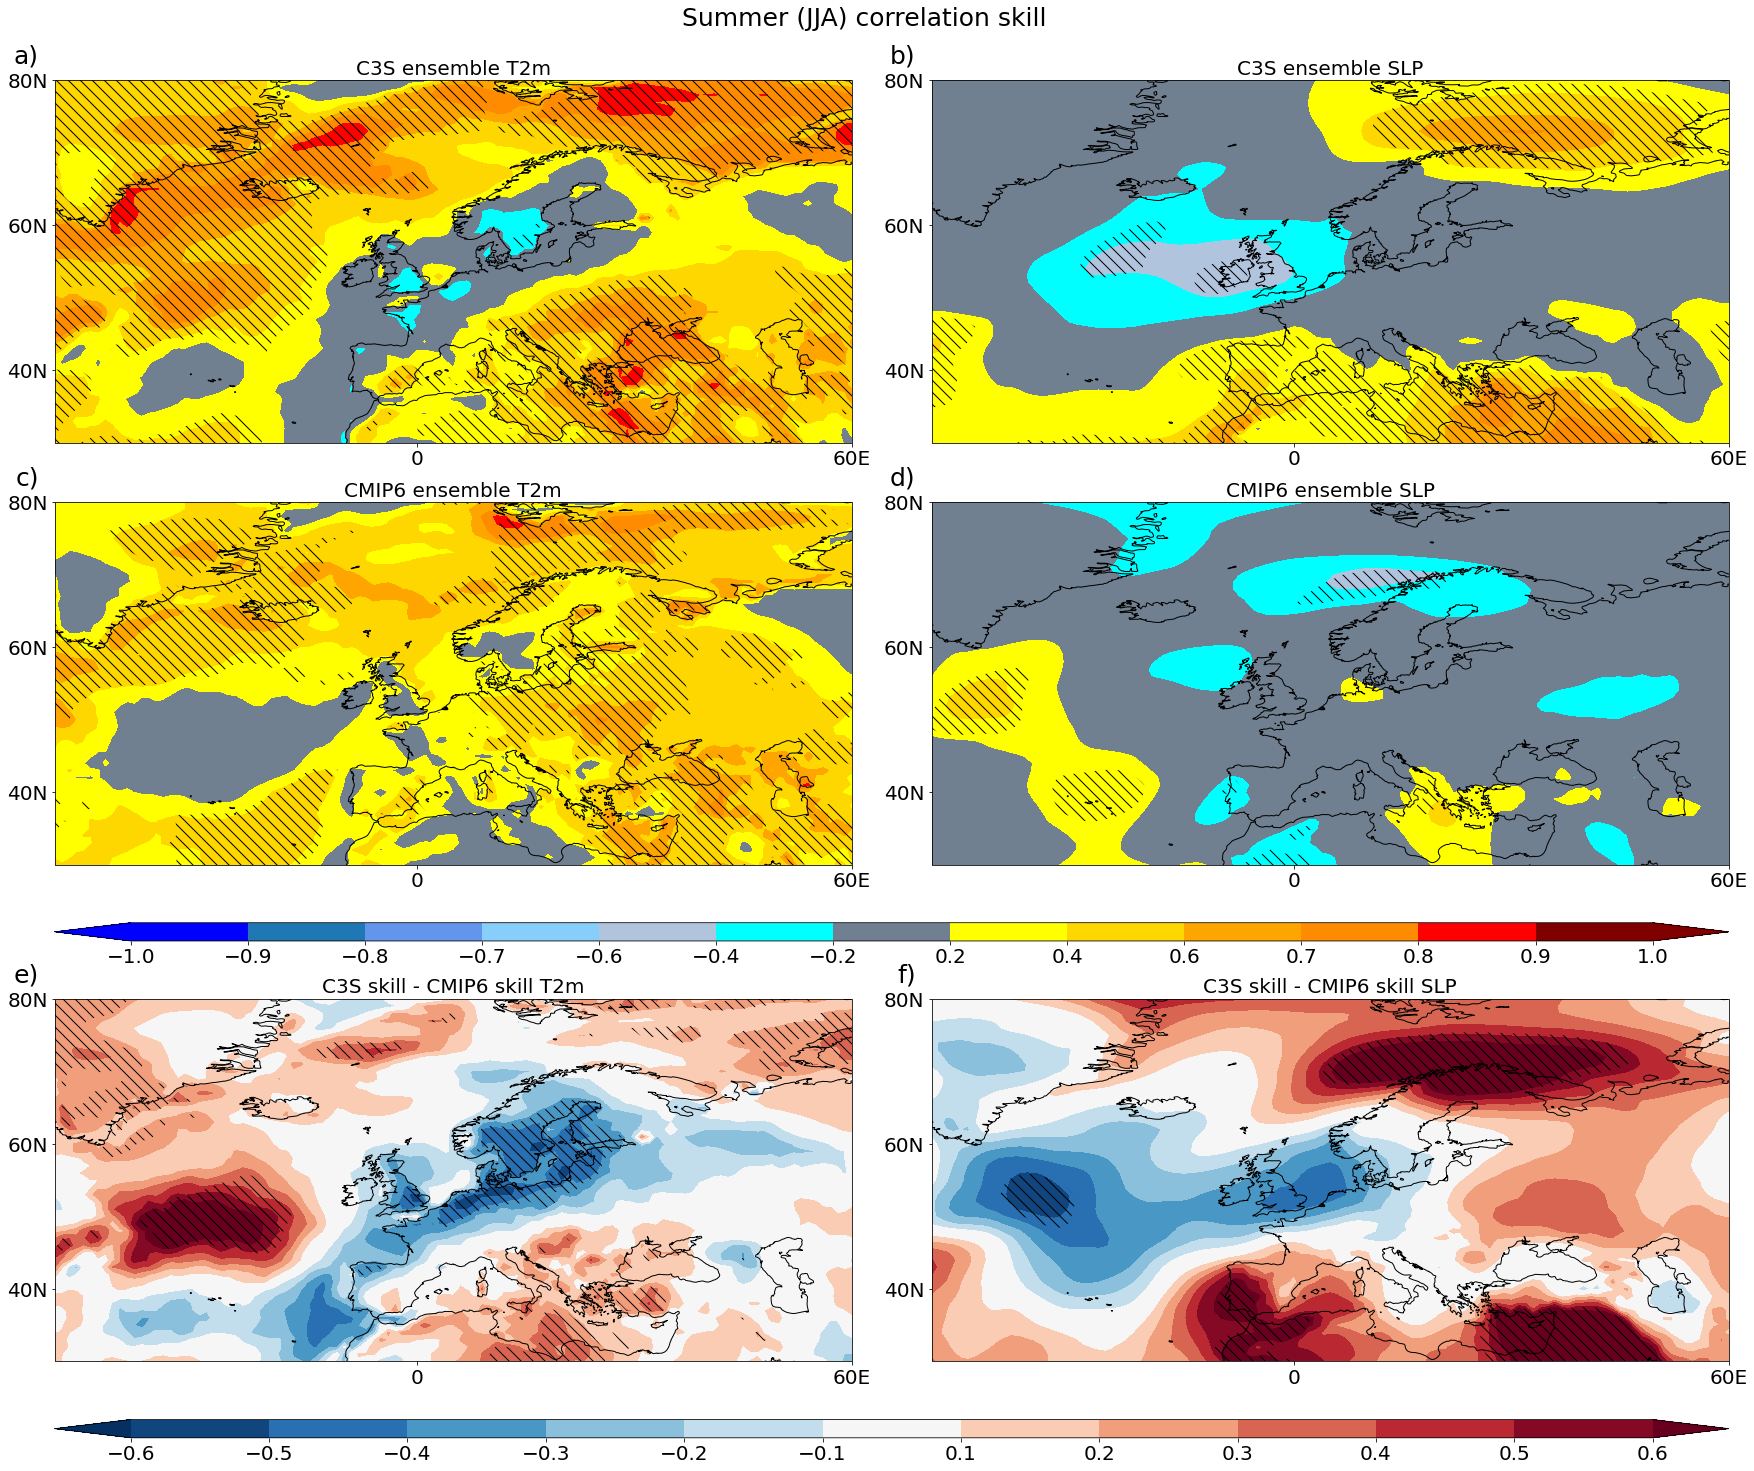 Summer (JJA) correlation skill
a) b)
C3S ensemble T2m C3S ensemble SLP
80N 80N
60N 60N
40N 40N
0 60E 0 60E
c) d)
CMIP6 ensemble T2m CMIP6 ensemble SLP
80N 80N
60N 60N
40N 40N
0 60E 0 60E
−1.0 −0.9 −0.8 −0.7 −0.6 −0.4 −0.2 0.2 0.4 0.6 0.7 0.8 0.9 1.0
e) f)
C3S skill - CMIP6 skill T2m C3S skill - CMIP6 skill SLP
80N 80N
60N 60N
40N 40N
0 60E 0 60E
−0.6 −0.5 −0.4 −0.3 −0.2 −0.1 0.1 0.2 0.3 0.4 0.5 0.6